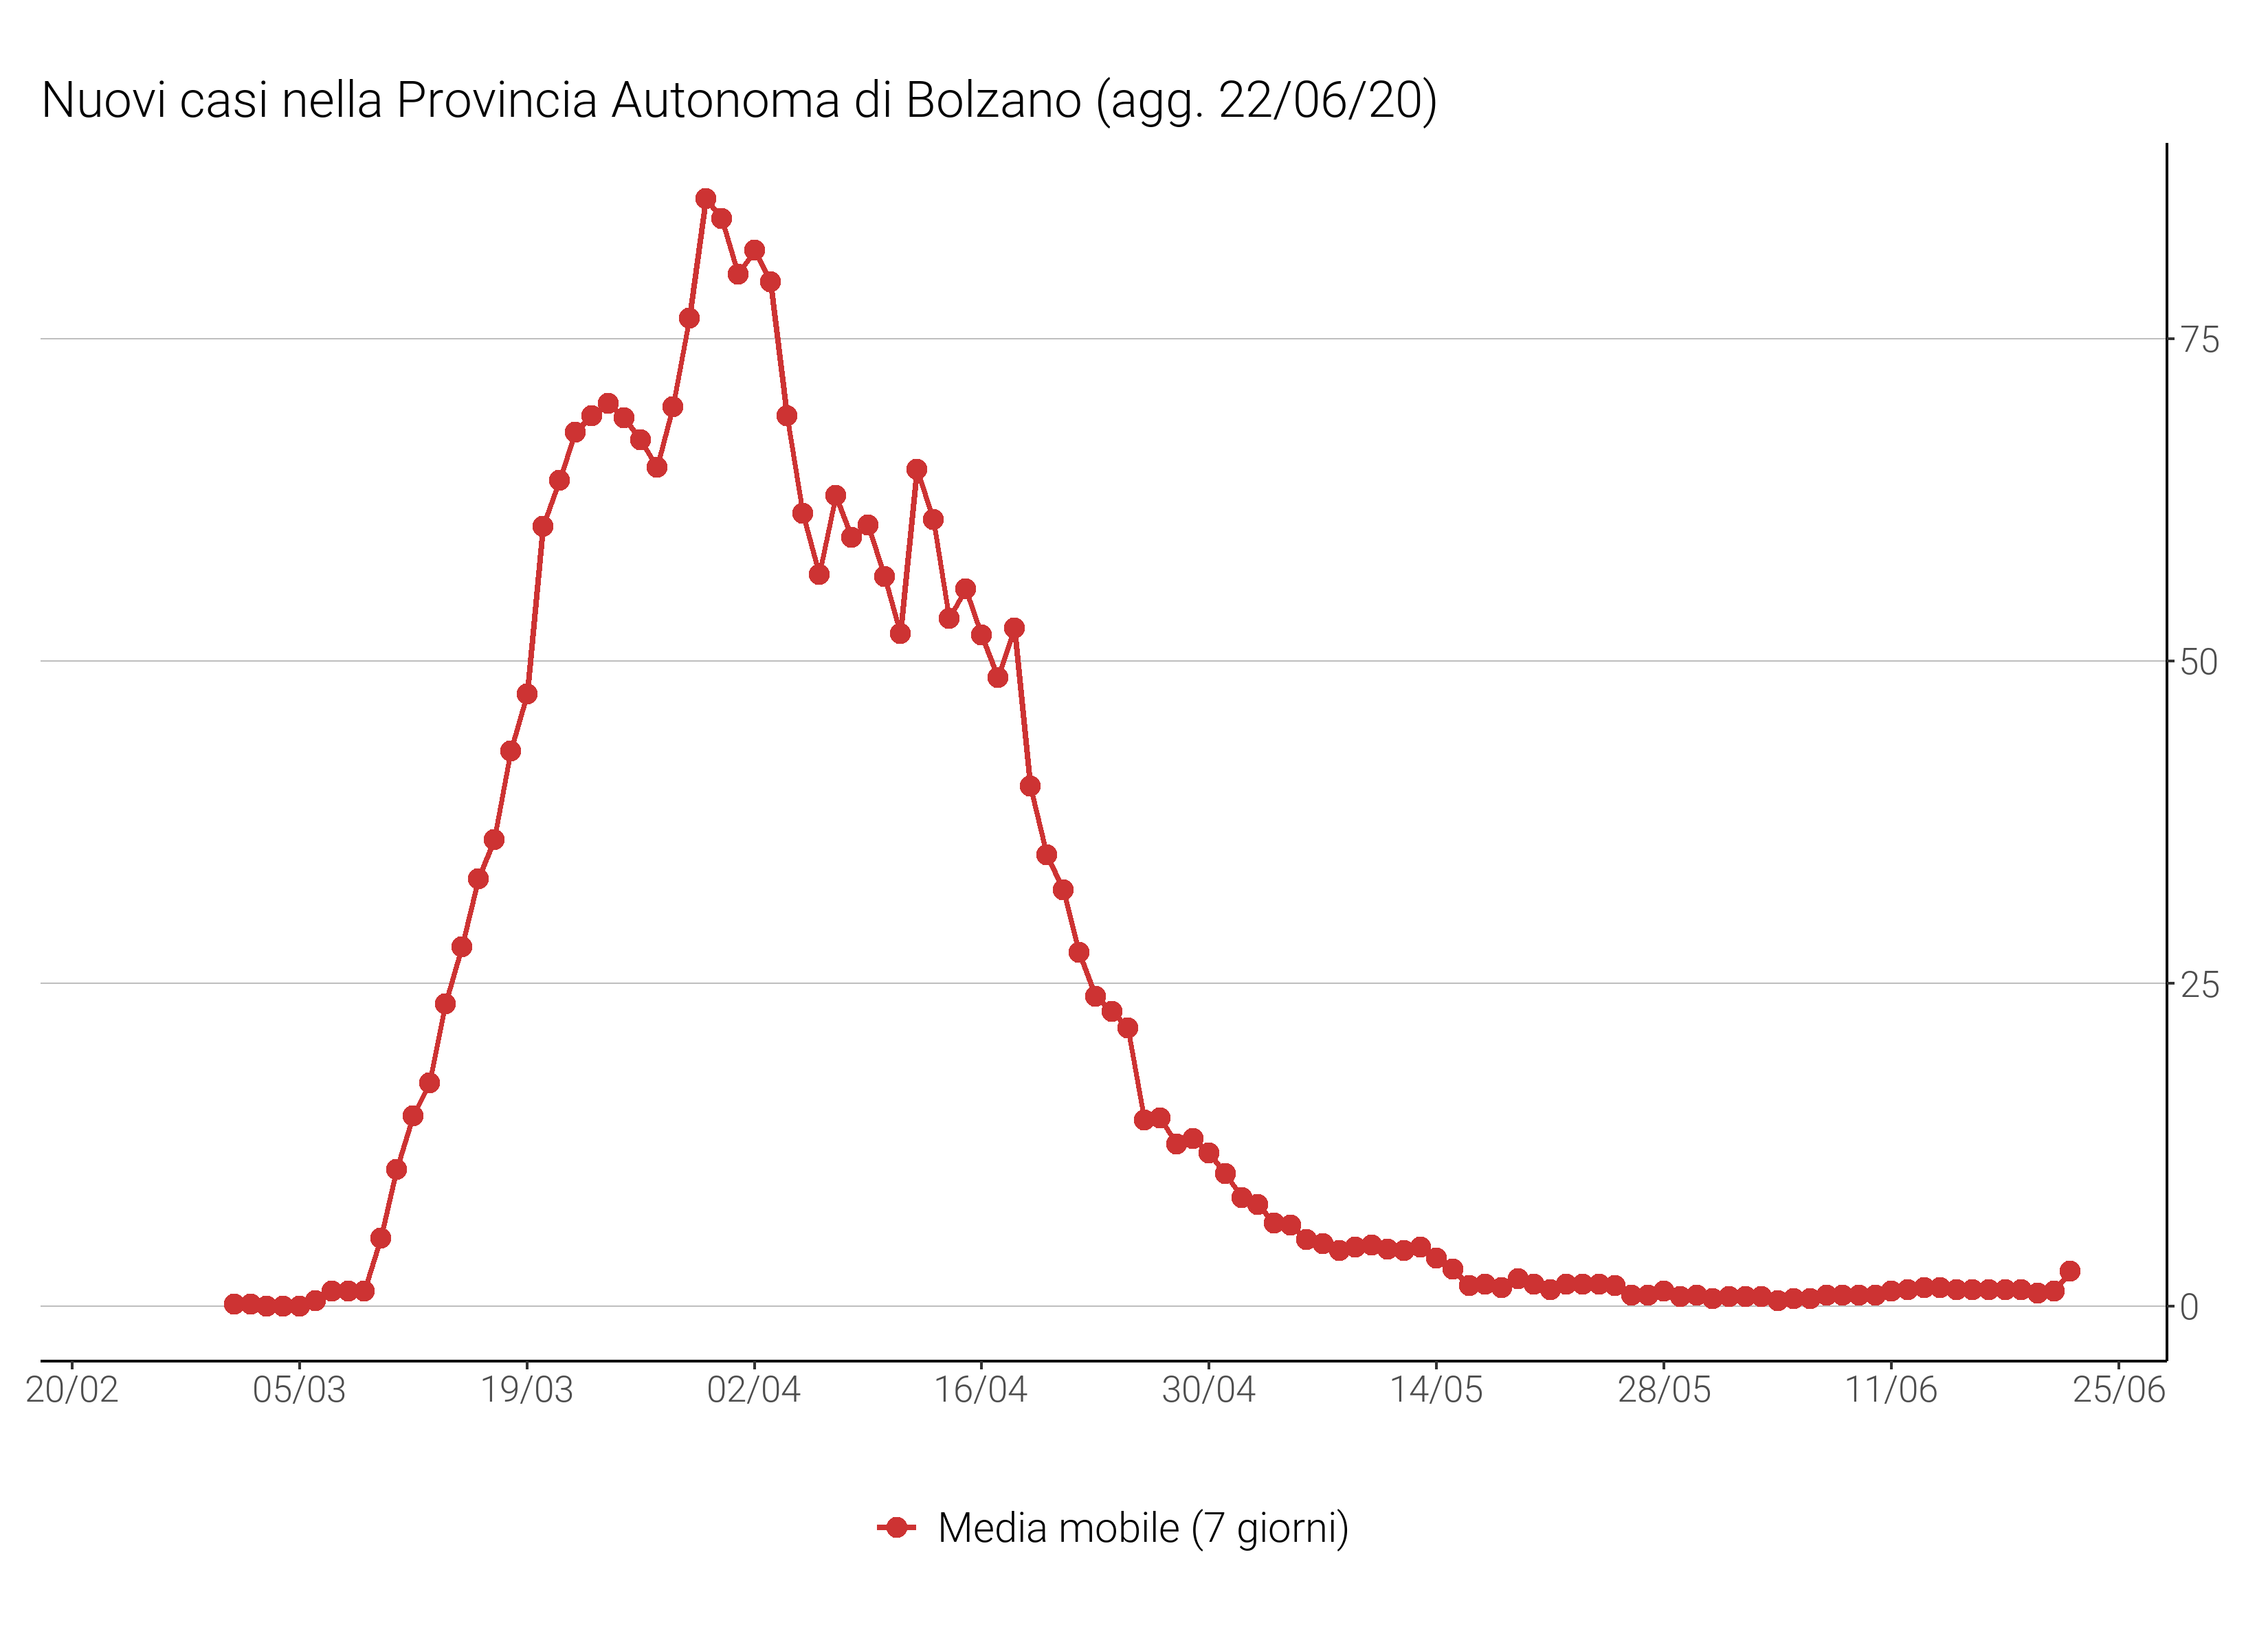 Nuovi casi nella Provincia Autonoma di Bolzano (agg. 22/06/20)
75
50
25
0
20/02 05/03 19/03 02/04 16/04 30/04 14/05 28/05 11/06 25/06
Media mobile (7 giorni)